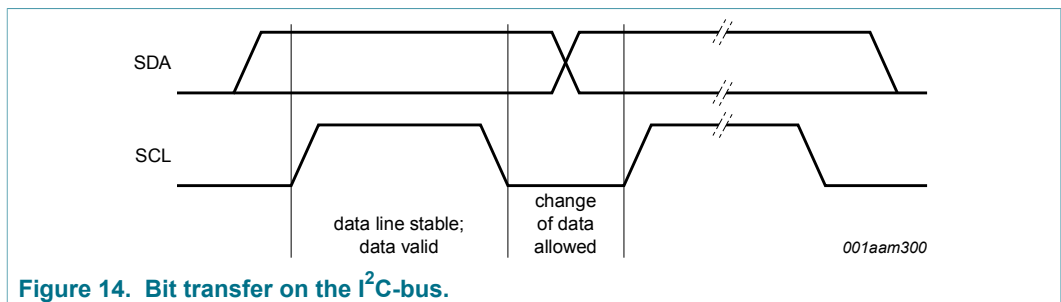 SDA
SCL
data line stable;
data valid
change
of data
allowed
001aam300
Figure 14. Bit transfer on the I²C-bus.